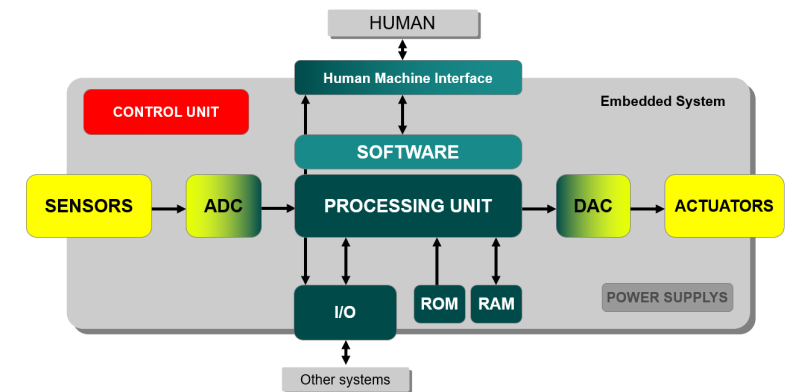 HUMAN
Human Machine Interface
CONTROL UNIT
Embedded System
SOFTWARE
SENSORS
ADC
PROCESSING UNIT
DAC
ACTUATORS
I/O
ROM
RAM
POWER SUPPLYS
Other systems